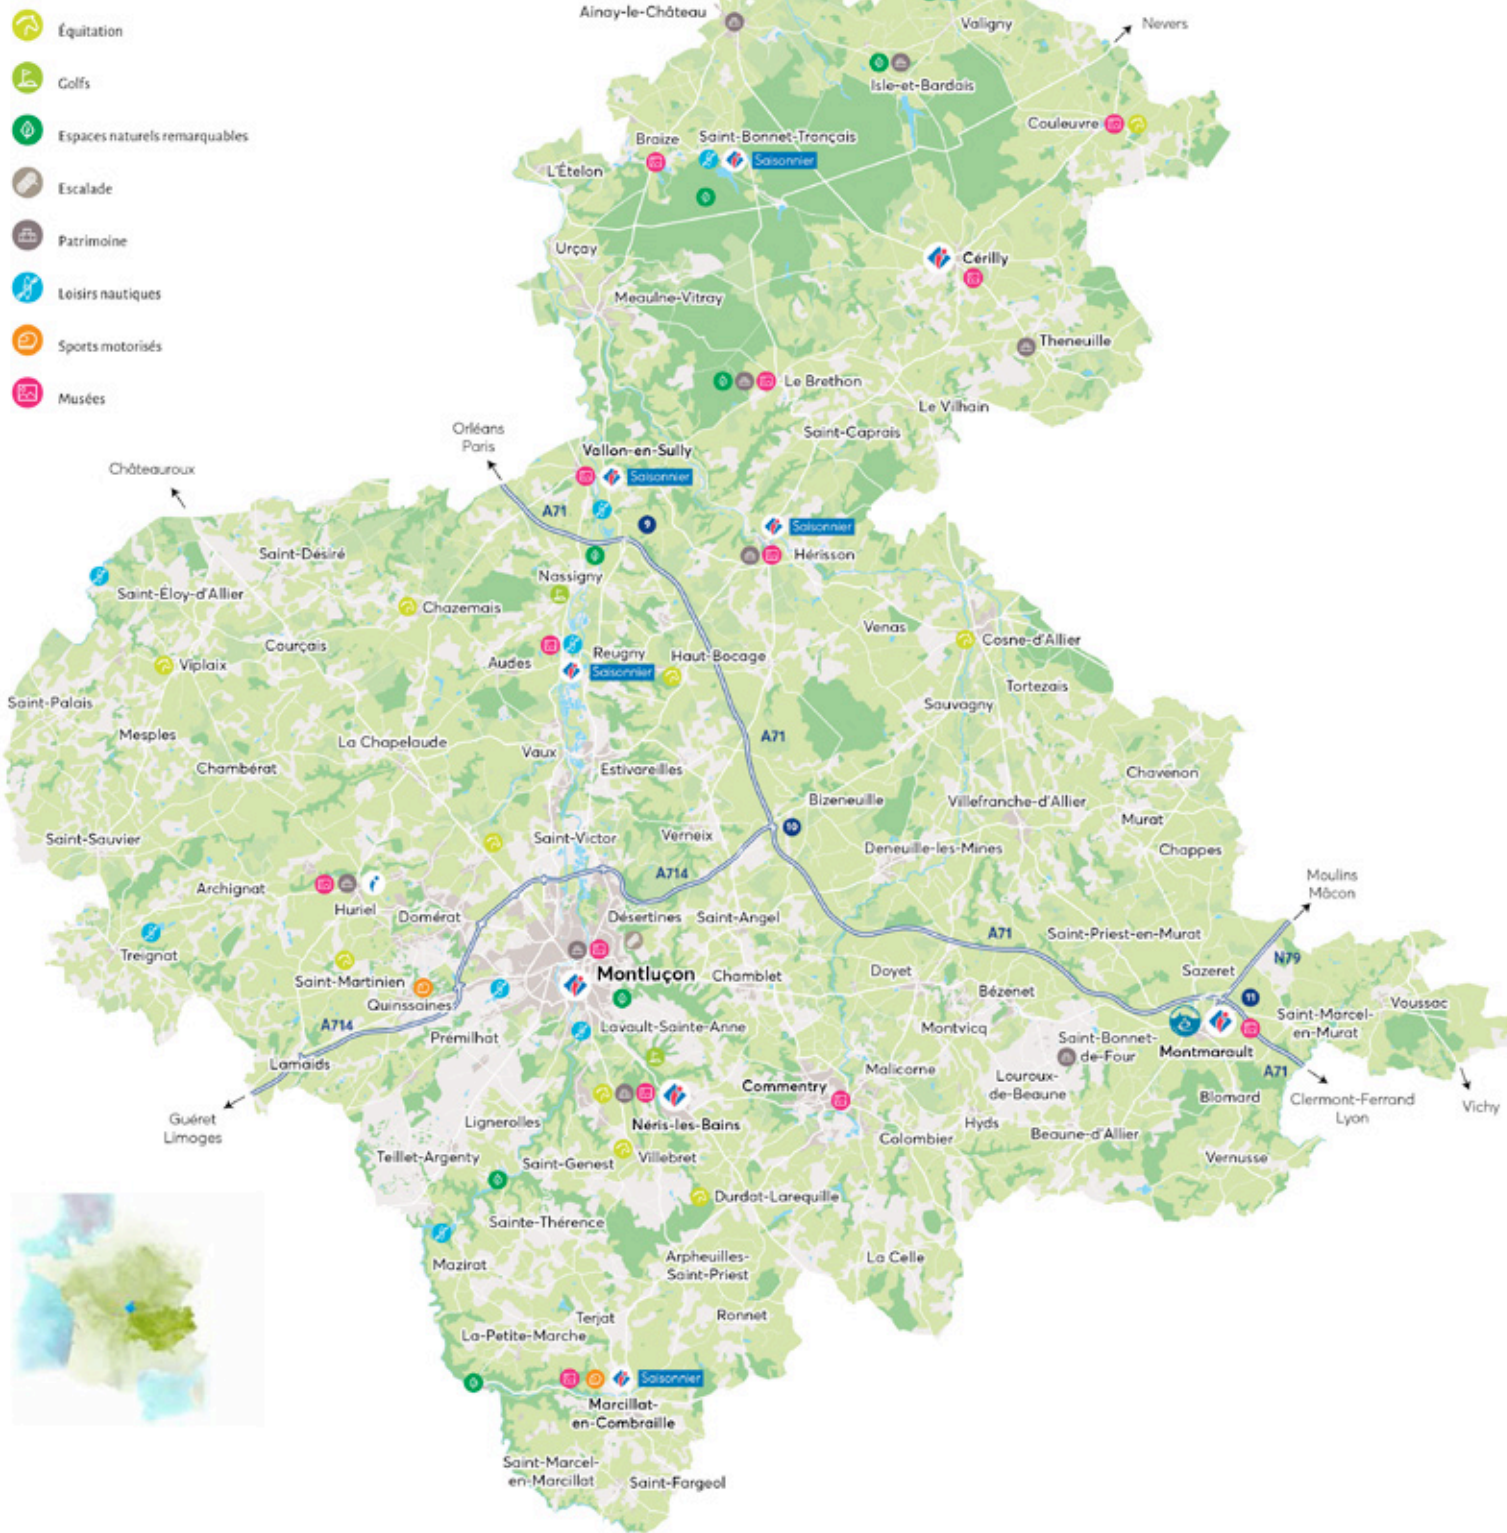 Équitation
Golfs
Espaces naturels remarquables
Escalade
Patrimoine
Loisirs nautiques
Sports motorisés
Musées
Ainay-le-Château
Valigny
Nevers
Isle-et-Bardais
Couleuvre
Braize
Saint-Bonnet-Tronçais
Saisonnier
L'Ételon
Urçay
Cérilly
Meaulne-Vitray
Theneuille
Le Brethon
Le Vilhain
Saint-Caprais
Orléans
Paris
Châteauroux
Vallon-en-Sully
Saisonnier
A71
9
Saisonnier
Hérisson
Saint-Désiré
Nassigny
Saint-Éloy-d'Allier
Chazemais
Venas
Cosne-d'Allier
Courçais
Reugny
Audes
Haut-Bocage
Saisonnier
Viplaix
Tortezais
Saint-Palais
Sauvagny
Mesples
La Chapelaude
A71
Vaux
Chambérat
Estivareilles
Chavenon
Bizeneuille
Villefranche-d'Allier
Murat
Saint-Sauvier
Saint-Victor
Verneix
10
Deneuille-les-Mines
Chappes
A714
Archignat
Huriel
Domérat
Désertines
Saint-Angel
Moulins
Mâcon
A71
Saint-Priest-en-Murat
Treignat
N79
Montluçon
Chamblet
Doyet
Sazeret
Saint-Martinien
Quinssaines
Bézenet
11
Voussac
Saint-Marcel-
en-Murat
A714
Lavault-Sainte-Anne
Prémilhat
Montvicq
Saint-Bonnet-
de-Four
Montmarault
Lamaids
Malicorne
A71
Louroux-
de-Beaune
Commentry
Blomard
Clermont-Ferrand
Lyon
Vichy
Guéret
Limoges
Lignerolles
Néris-les-Bains
Hyds
Colombier
Beaune-d'Allier
Teillet-Argenty
Saint-Genest
Villebret
Vernusse
Durdat-Larequille
Sainte-Thérence
Mazirat
Arpheuilles-
Saint-Priest
La Celle
Terjat
Ronnet
La-Petite-Marche
Saisonnier
Marcillat-
en-Combraille
Saint-Marcel-
en-Marcillat
Saint-Fargeol